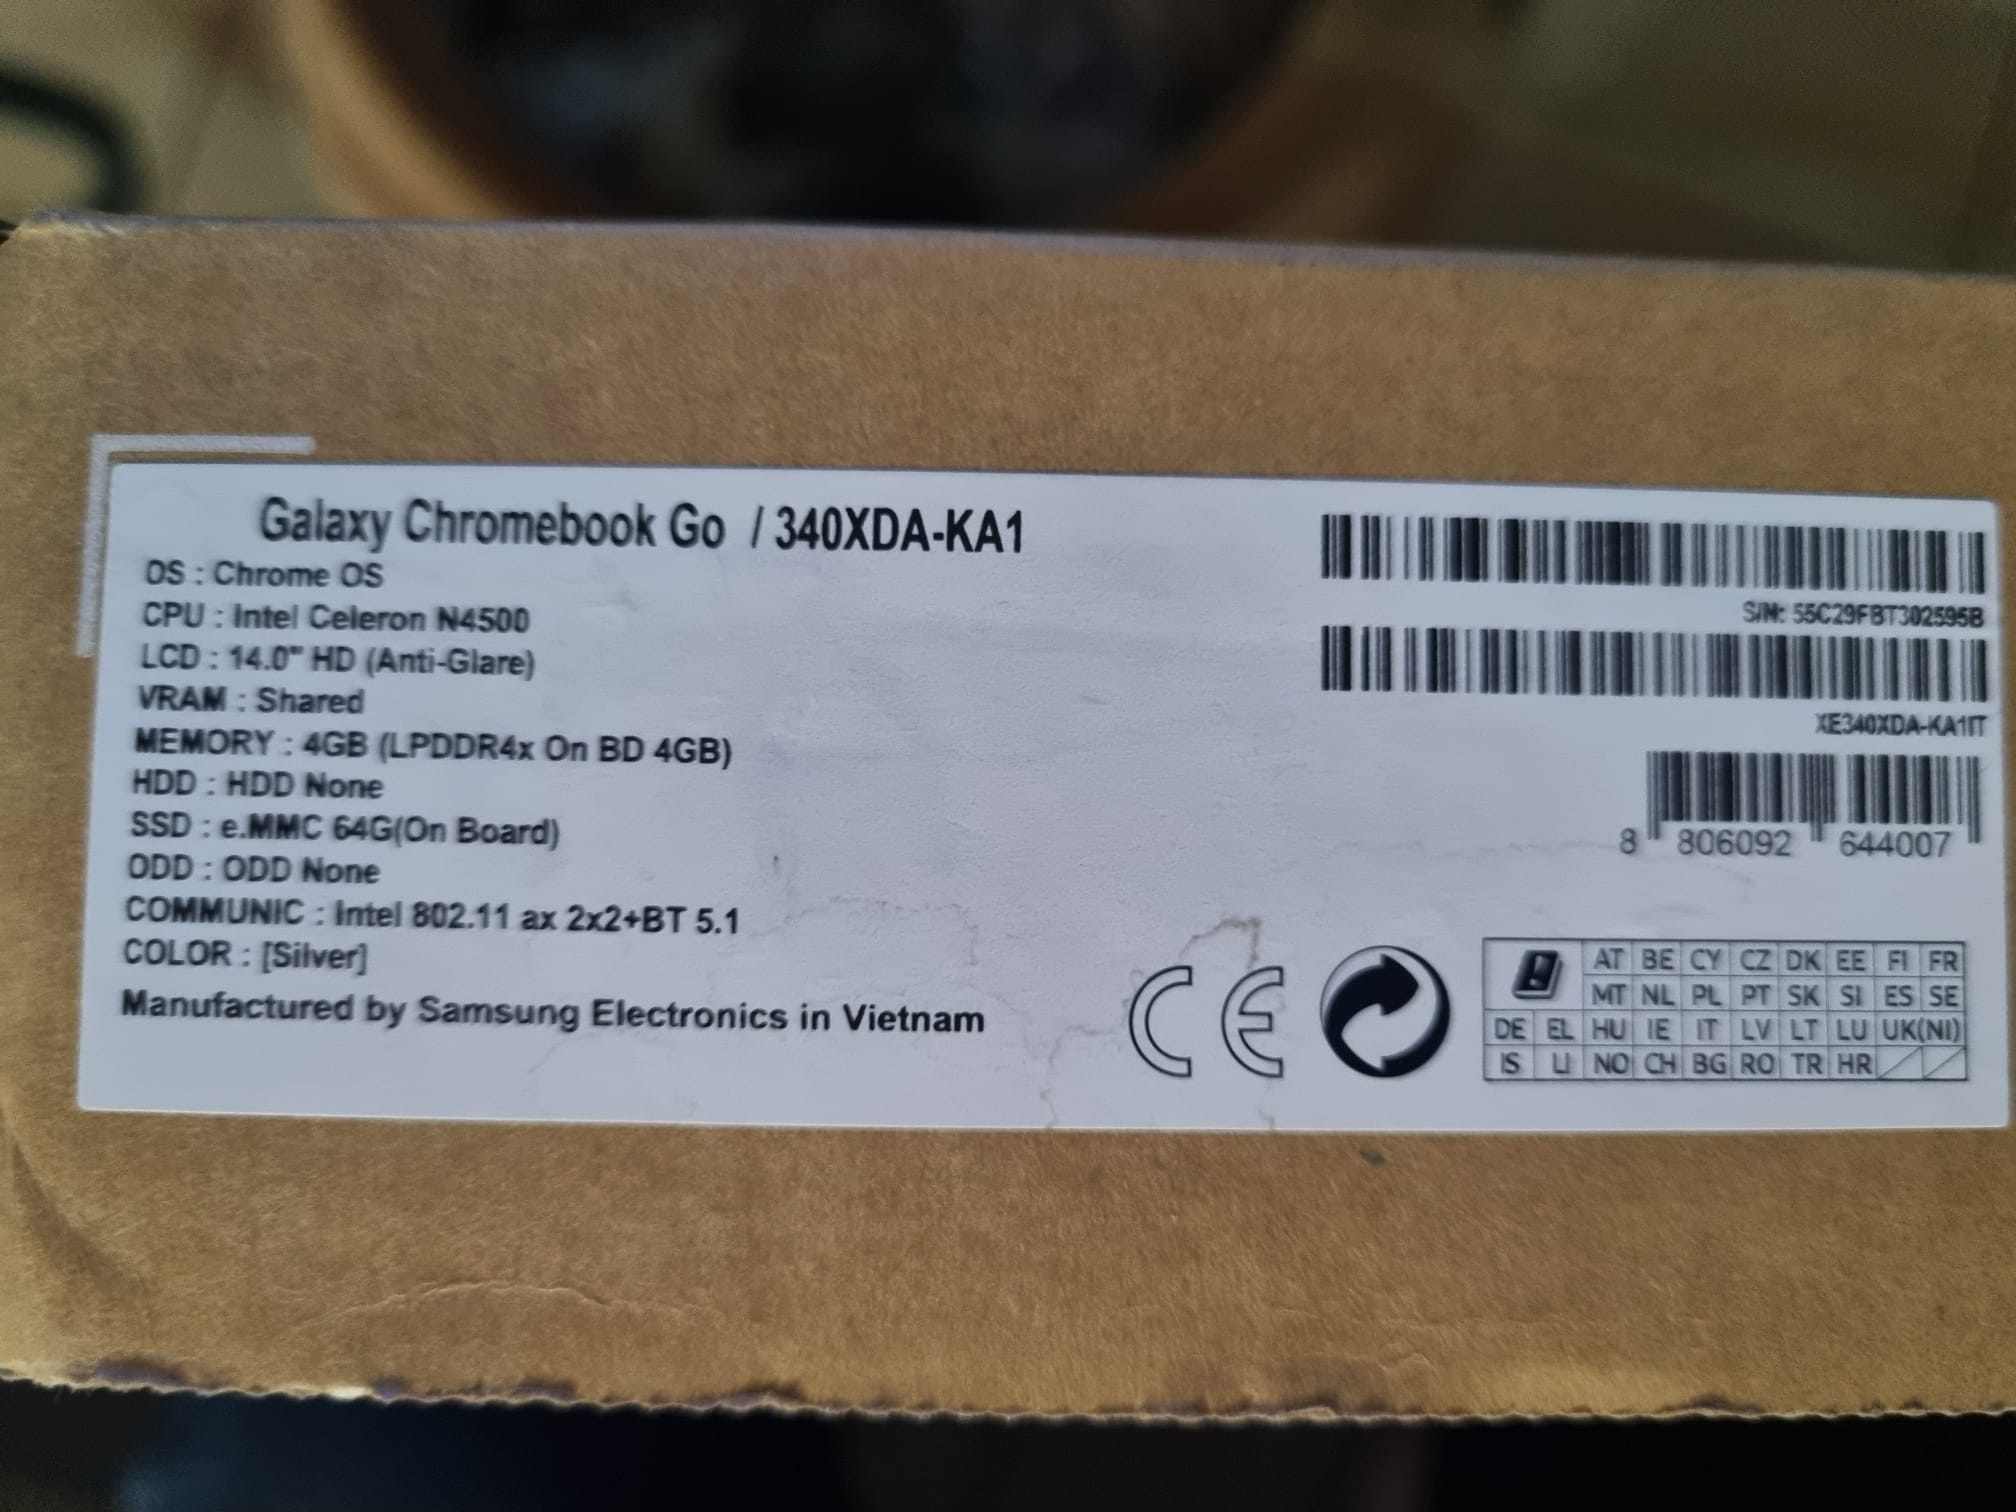 Galaxy Chromebook Go / 340XDA-KA1
OS : Chrome OS
CPU : Intel Celeron N4500
LCD : 14.0" HD (Anti-Glare)
VRAM : Shared
MEMORY : 4GB (LPDDR4x On BD 4GB)
HDD : HDD None
SSD : e.MMC 64G(On Board)
ODD : ODD None
COMMUNIC : Intel 802.11 ax 2x2+BT 5.1
COLOR : [Silver]
Manufactured by Samsung Electronics in Vietnam
S/N: 55C29FBT302595B
XE340XDA-KA1IT
8 806092 644007
CE
AT BE CY CZ DK EE FI FR
MT NL PL PT SK SI ES SE
DE EL HU IE IT LV LT LU UK(NI)
IS LI NO CH BG RO TR HR